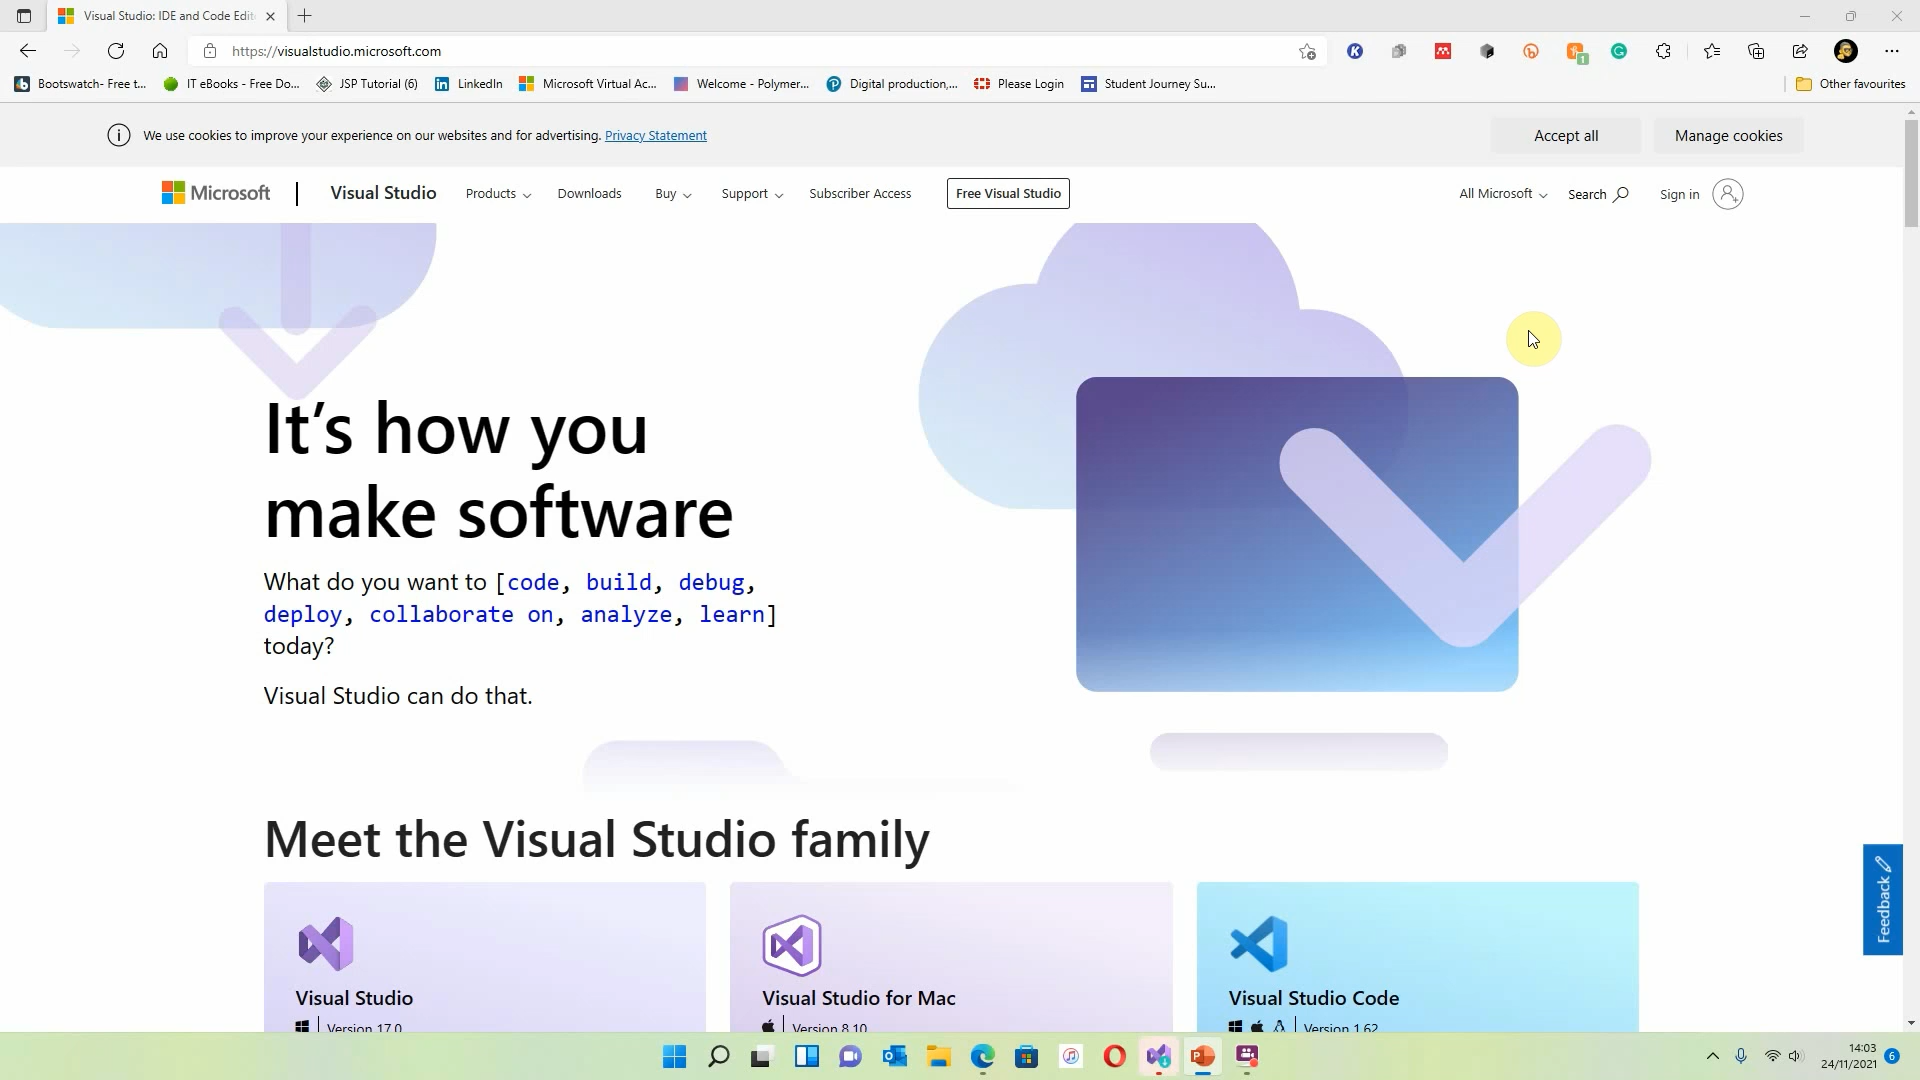 Visual Studio: IDE and Code Edit
https://visualstudio.microsoft.com
Bootswatch- Free t...
IT eBooks - Free Do...
JSP Tutorial (6)
LinkedIn
Microsoft Virtual Ac...
Welcome - Polymer...
Digital production,...
Please Login
Student Journey Su...
Other favourites
We use cookies to improve your experience on our websites and for advertising. Privacy Statement
Accept all
Manage cookies
Microsoft
Visual Studio
Products
Downloads
Buy
Support
Subscriber Access
Free Visual Studio
All Microsoft
Search
Sign in
It’s how you
make software
What do you want to [code, build, debug,
deploy, collaborate on, analyze, learn]
today?
Visual Studio can do that.
Meet the Visual Studio family
Feedback
Visual Studio
Version 17.0
Visual Studio for Mac
Version 8.10
Visual Studio Code
Version 1.62
14:03
24/11/2021
6